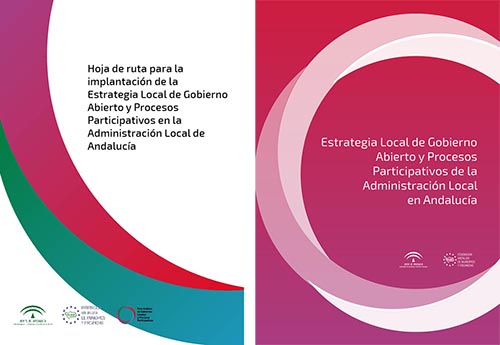 Hoja de ruta para la
implantación de la
Estrategia Local de Gobierno
Abierto y Procesos
Participativos en la
Administración Local de
Andalucía
Estrategia Local de Gobierno
Abierto y Procesos
Participativos de la
Administración Local
en Andalucía